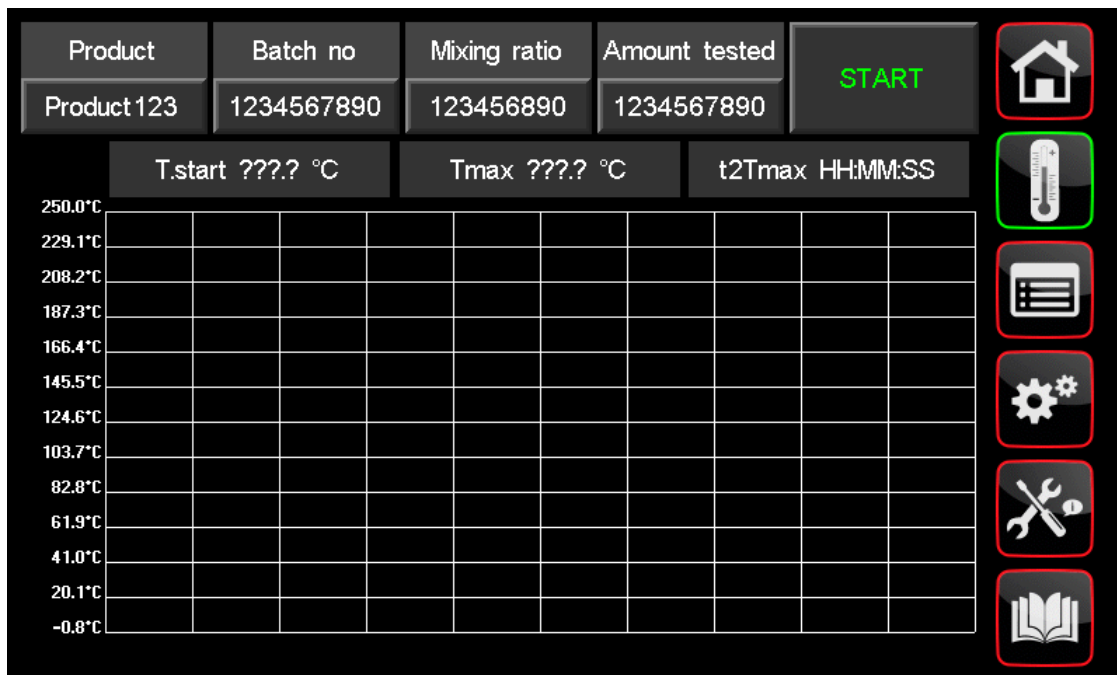 Product
Batch no
Mixing ratio
Amount tested
START
Product123
1234567890
123456890
1234567890
T.start ???.? °C
Tmax ???.? °C
t2Tmax HH:MM:SS
250.0°C
229.1°C
208.2°C
187.3°C
166.4°C
145.5°C
124.6°C
103.7°C
82.8°C
61.9°C
41.0°C
20.1°C
-0.8°C